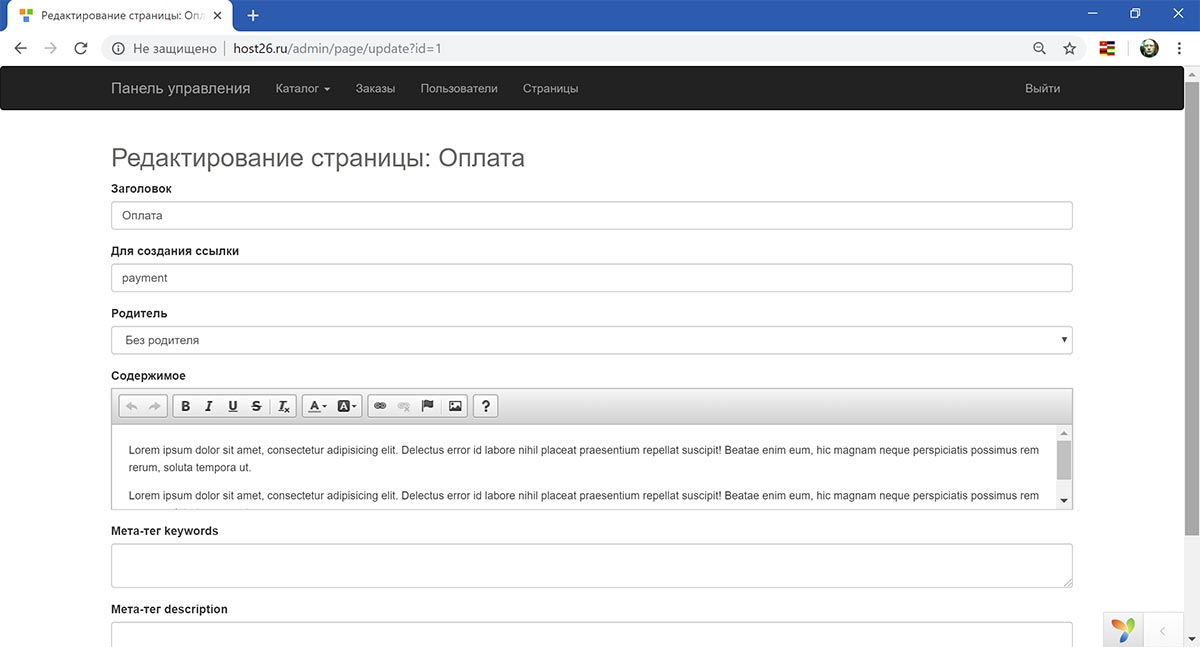 Редактирование страницы: Опл
Не защищено host26.ru/admin/page/update?id=1
Панель управления Каталог Заказы Пользователи Страницы Выйти
Редактирование страницы: Оплата
Заголовок
Оплата
Для создания ссылки
payment
Родитель
Без родителя
Содержимое
B I U S Tx A A ?
Lorem ipsum dolor sit amet, consectetur adipisicing elit. Delectus error id labore nihil placeat praesentium repellat suscipit! Beatae enim eum, hic magnam neque perspiciatis possimus rem
rerum, soluta tempora ut.
Lorem ipsum dolor sit amet, consectetur adipisicing elit. Delectus error id labore nihil placeat praesentium repellat suscipit! Beatae enim eum, hic magnam neque perspiciatis possimus rem
Мета-тег keywords
Мета-тег description